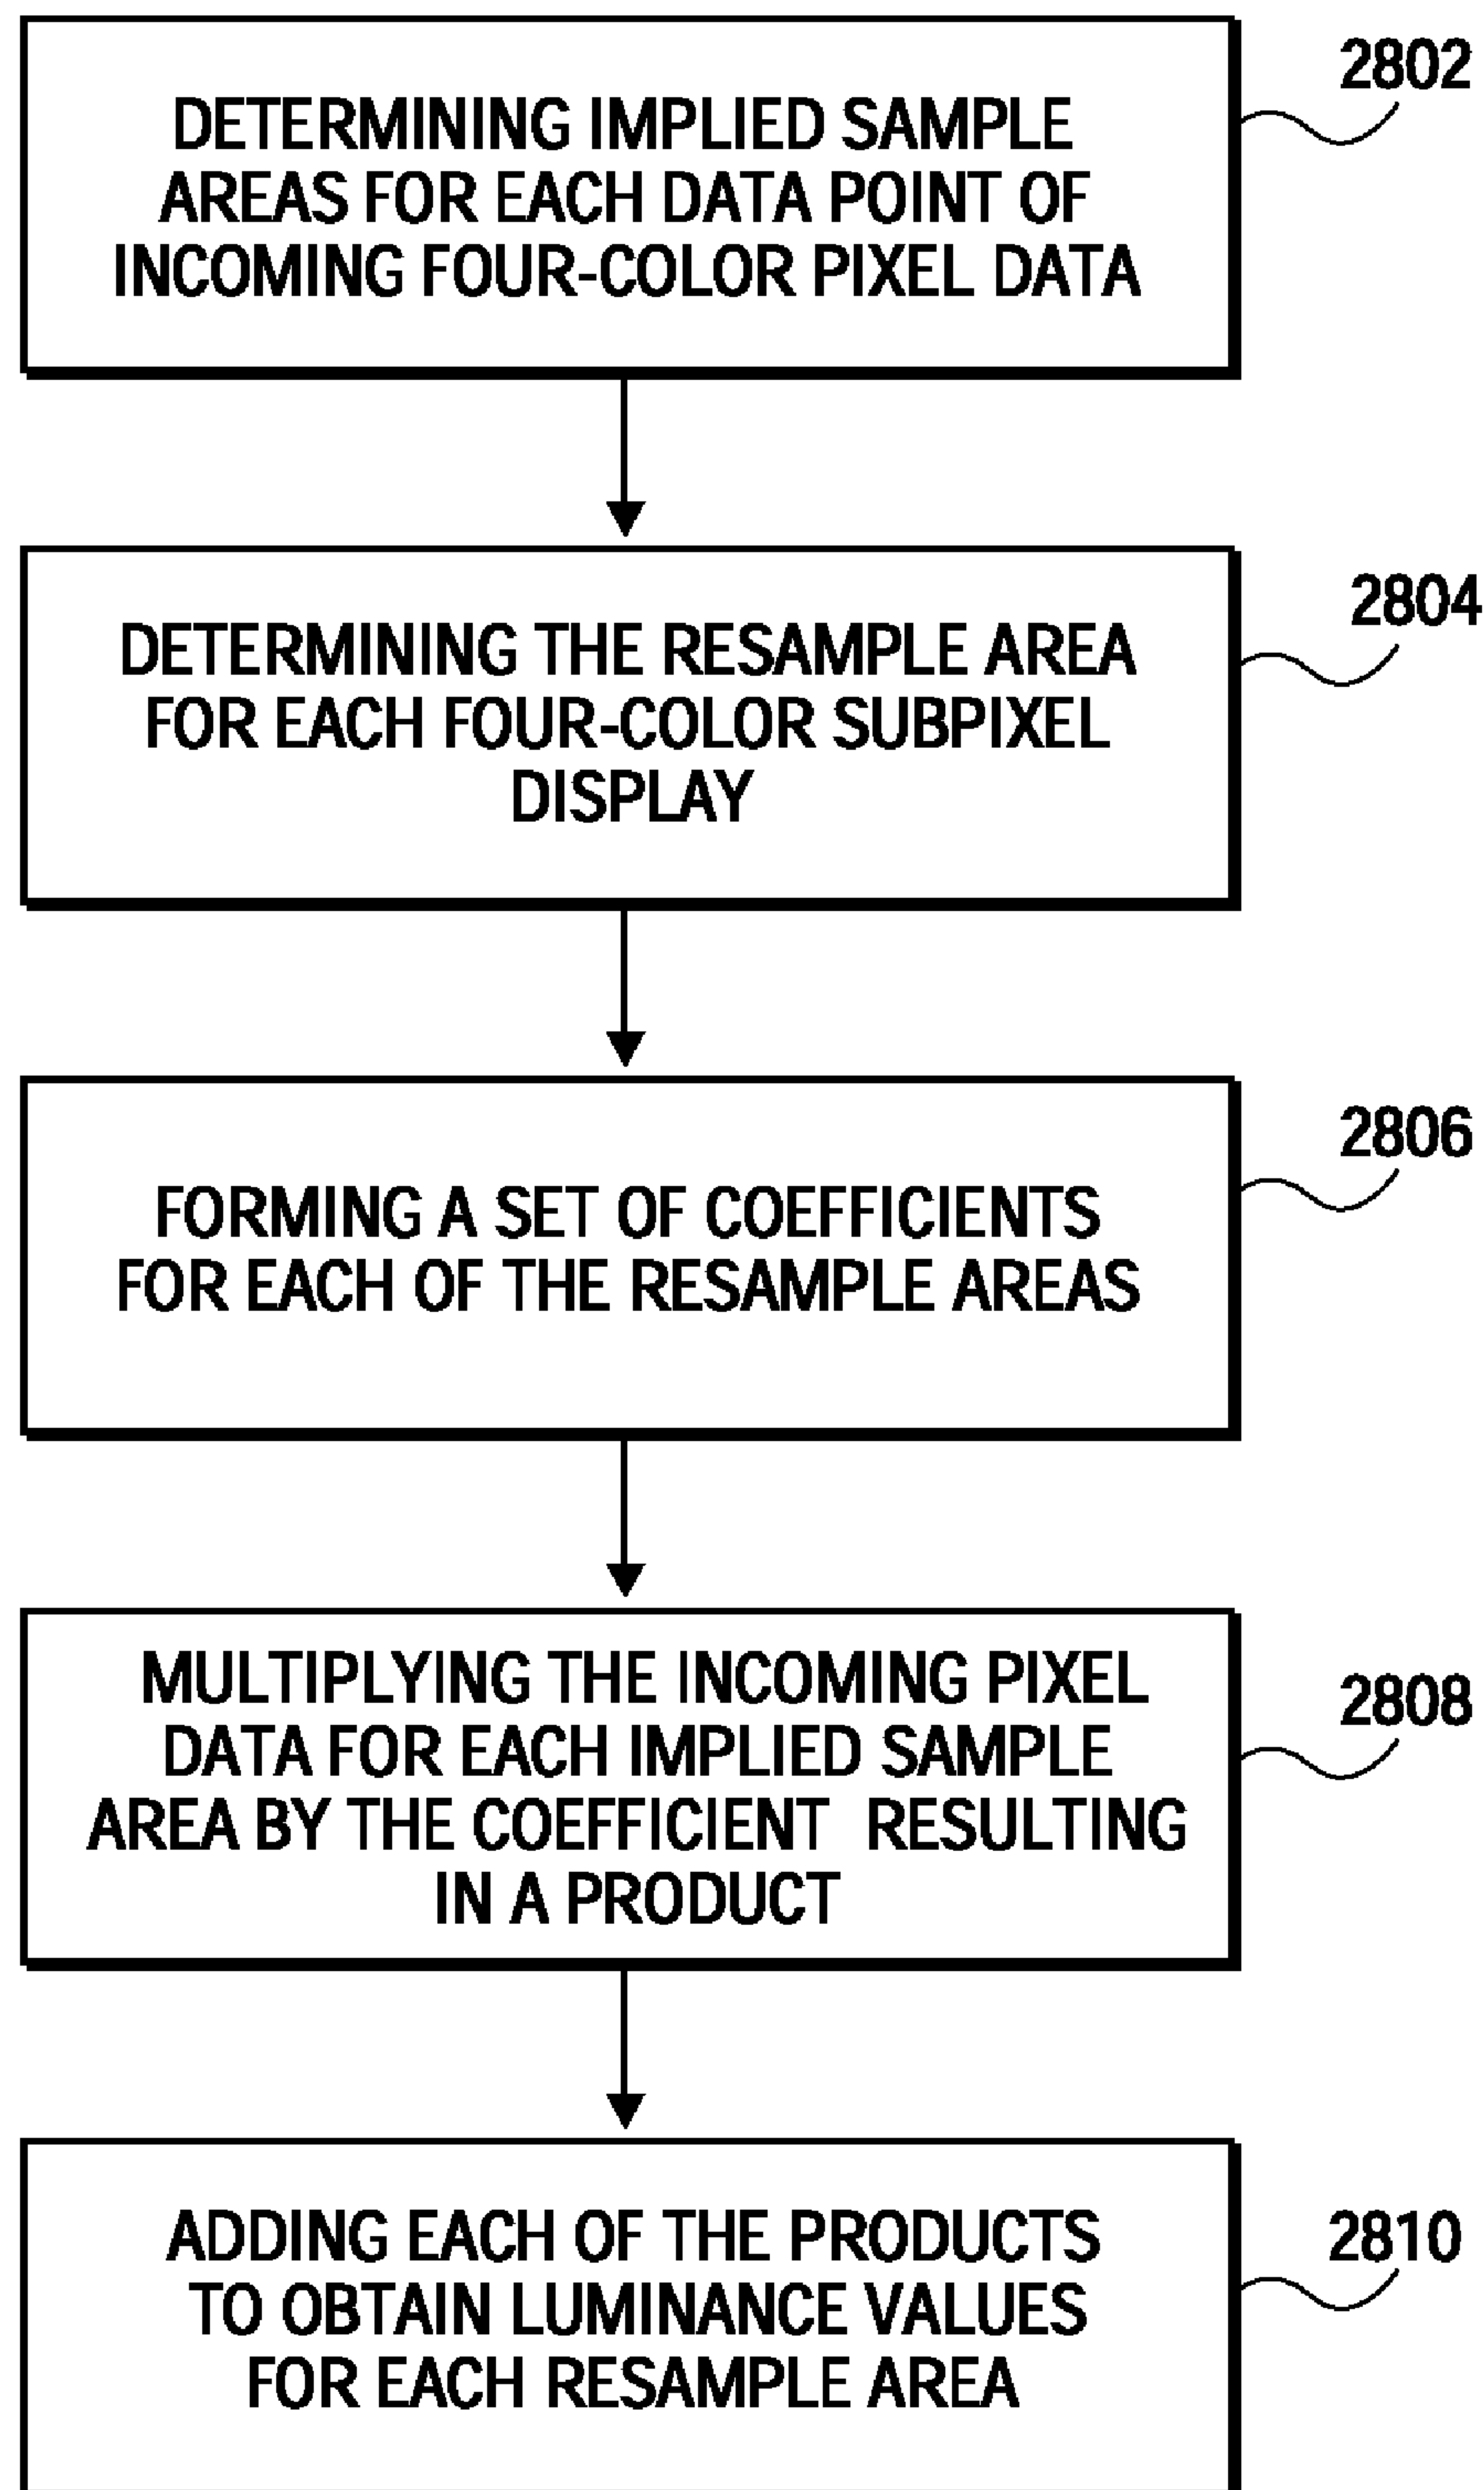 2802
DETERMINING IMPLIED SAMPLE
AREAS FOR EACH DATA POINT OF
INCOMING FOUR-COLOR PIXEL DATA
2804
DETERMINING THE RESAMPLE AREA
FOR EACH FOUR-COLOR SUBPIXEL
DISPLAY
2806
FORMING A SET OF COEFFICIENTS
FOR EACH OF THE RESAMPLE AREAS
2808
MULTIPLYING THE INCOMING PIXEL
DATA FOR EACH IMPLIED SAMPLE
AREA BY THE COEFFICIENT RESULTING
IN A PRODUCT
2810
ADDING EACH OF THE PRODUCTS
TO OBTAIN LUMINANCE VALUES
FOR EACH RESAMPLE AREA